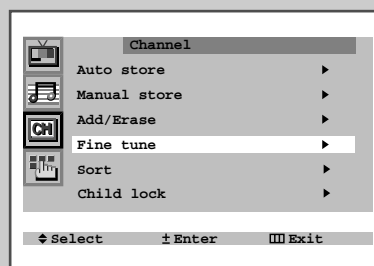 Channel
Auto store
Manual store
Add/Erase
CH
Fine tune
Sort
Child lock
Select ± Enter Exit